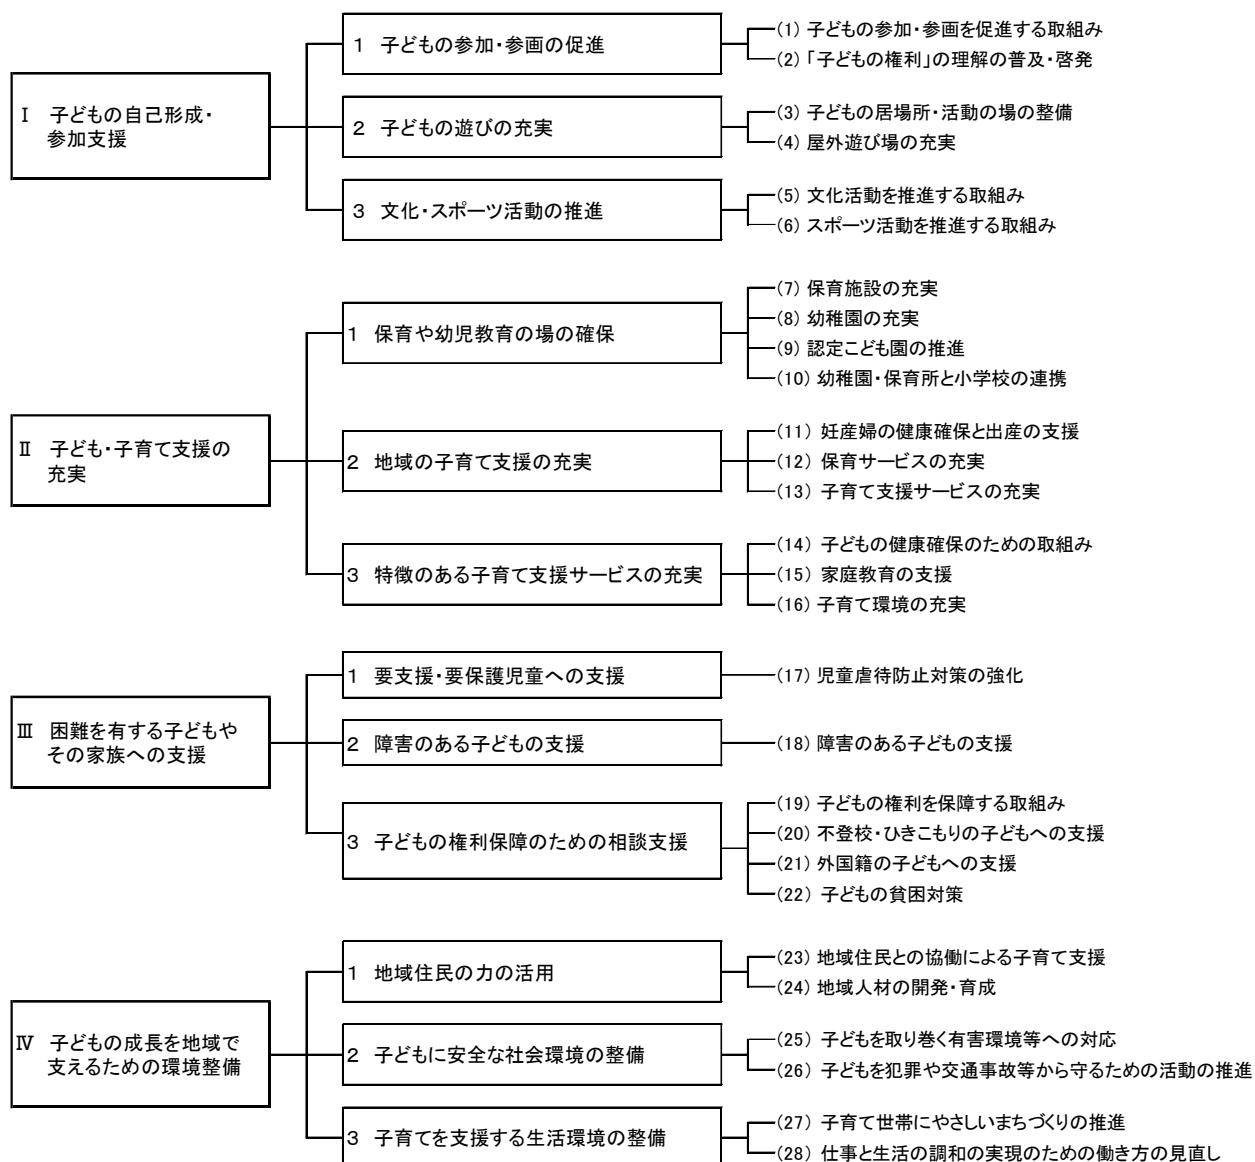 Ⅰ 子どもの自己形成・
参加支援
1 子どもの参加・参画の促進
(1) 子どもの参加・参画を促進する取組み
(2) 「子どもの権利」の理解の普及・啓発
2 子どもの遊びの充実
(3) 子どもの居場所・活動の場の整備
(4) 屋外遊び場の充実
3 文化・スポーツ活動の推進
(5) 文化活動を推進する取組み
(6) スポーツ活動を推進する取組み
Ⅱ 子ども・子育て支援の
充実
1 保育や幼児教育の場の確保
(7) 保育施設の充実
(8) 幼稚園の充実
(9) 認定こども園の推進
(10) 幼稚園・保育所と小学校の連携
2 地域の子育て支援の充実
(11) 妊産婦の健康確保と出産の支援
(12) 保育サービスの充実
(13) 子育て支援サービスの充実
3 特徴のある子育て支援サービスの充実
(14) 子どもの健康確保のための取組み
(15) 家庭教育の支援
(16) 子育て環境の充実
Ⅲ 困難を有する子どもや
その家族への支援
1 要支援・要保護児童への支援
(17) 児童虐待防止対策の強化
2 障害のある子どもの支援
(18) 障害のある子どもの支援
3 子どもの権利保障のための相談支援
(19) 子どもの権利を保障する取組み
(20) 不登校・ひきこもりの子どもへの支援
(21) 外国籍の子どもへの支援
(22) 子どもの貧困対策
Ⅳ 子どもの成長を地域で
支えるための環境整備
1 地域住民の力の活用
(23) 地域住民との協働による子育て支援
(24) 地域人材の開発・育成
2 子どもに安全な社会環境の整備
(25) 子どもを取り巻く有害環境等への対応
(26) 子どもを犯罪や交通事故等から守るための活動の推進
3 子育てを支援する生活環境の整備
(27) 子育て世帯にやさしいまちづくりの推進
(28) 仕事と生活の調和の実現のための働き方の見直し